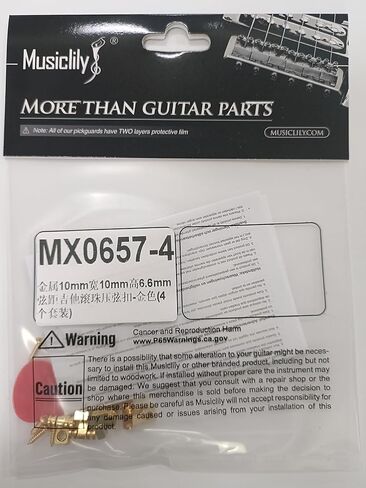 Musiclily®
MORE THAN GUITAR PARTS
Note: All of our pickguards have TWO layers protective film
MUSICLILY.COM
MX0657-4
金属10mm宽10mm高6.6mm
弦距吉他滚珠压弦扣-金色(4
个套装)
Warning
Cancer and Reproduction Harm
www.P65Warnings.ca.gov
Caution
There is a possibility that some alteration to your guitar might be neces-
sary to install this Musiclily or other branded product, including but not
limited to woodwork. If installed without proper care the instrument may
be damaged. We suggest that you consult with a repair shop or the
shop where this merchandise is sold before making the decision to
purchase. Please be careful as Musiclily will not accept responsibility for
any damage caused or issues arising from your installation of this
product.